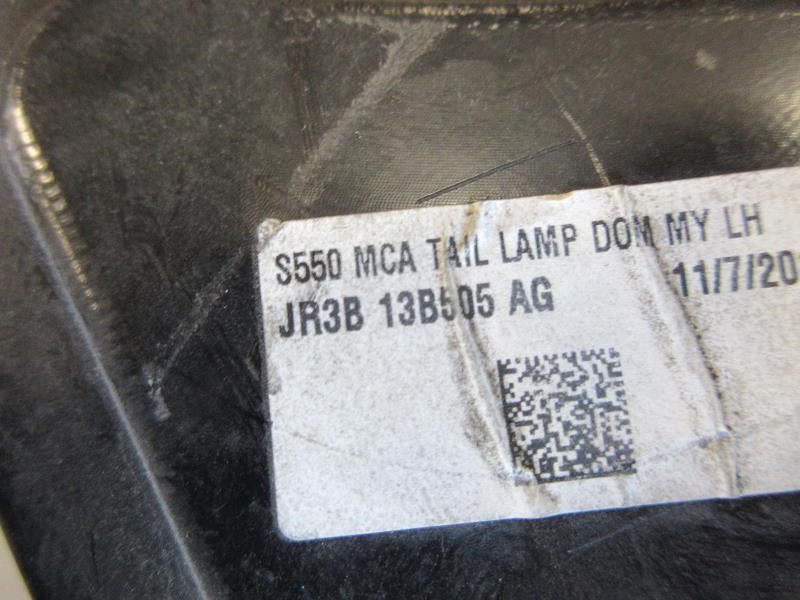 S550 MCA TAIL LAMP DOM MY LH
JR3B 13B505 AG 11/7/20